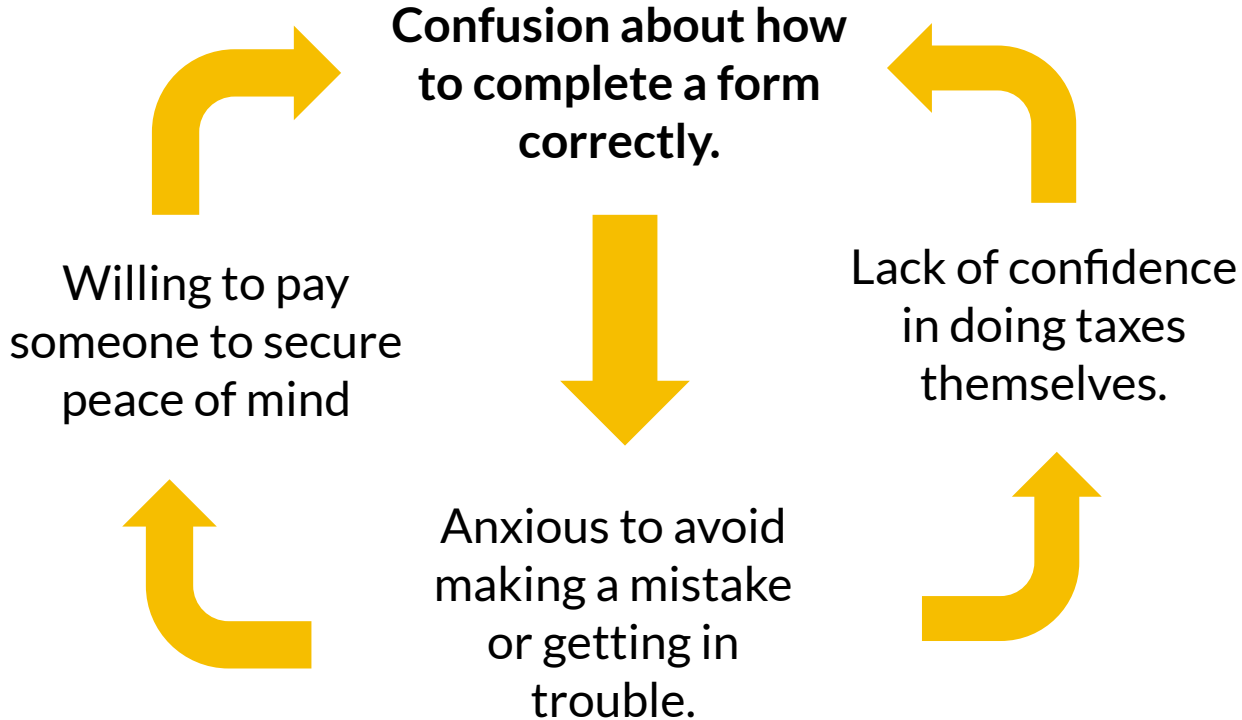 Confusion about how
to complete a form
correctly.
Willing to pay
someone to secure
peace of mind
Lack of confidence
in doing taxes
themselves.
Anxious to avoid
making a mistake
or getting in
trouble.